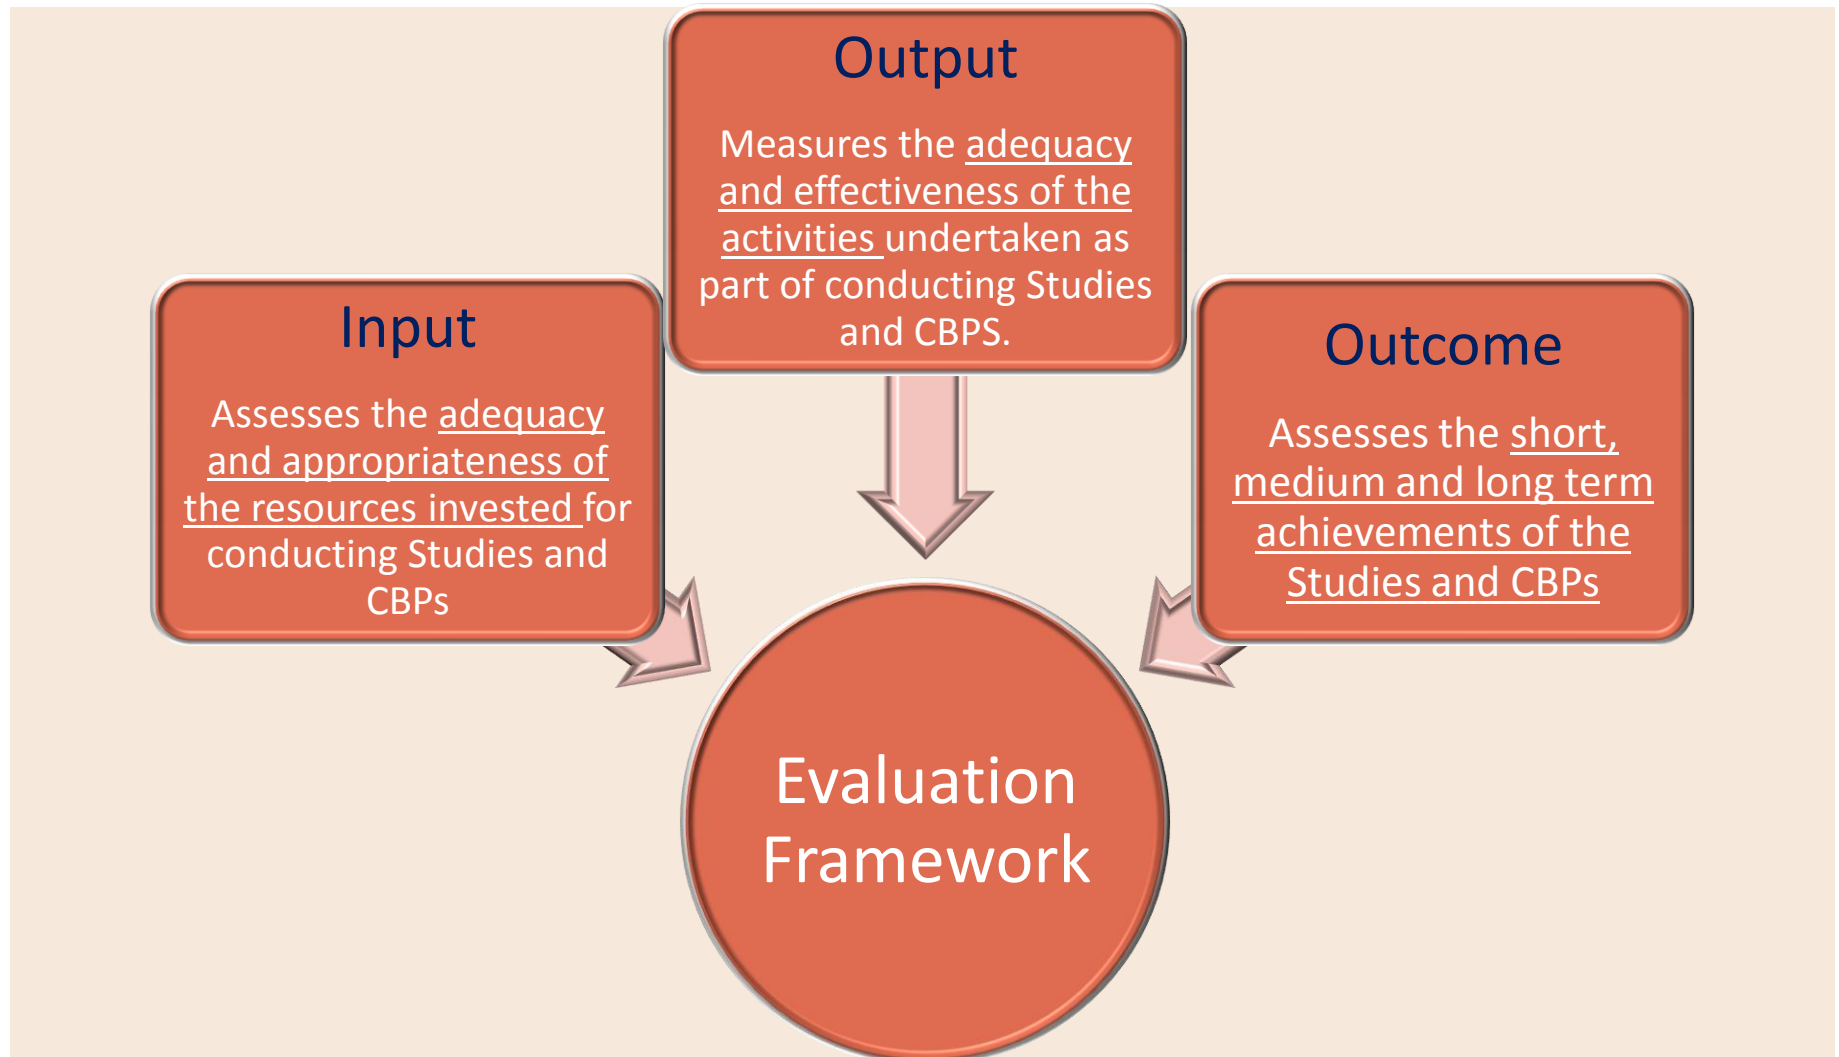 Output
Measures the adequacy
and effectiveness of the
activities undertaken as
part of conducting Studies
and CBPS.
Input
Assesses the adequacy
and appropriateness of
the resources invested for
conducting Studies and
CBPs
Outcome
Assesses the short,
medium and long term
achievements of the
Studies and CBPs
Evaluation
Framework